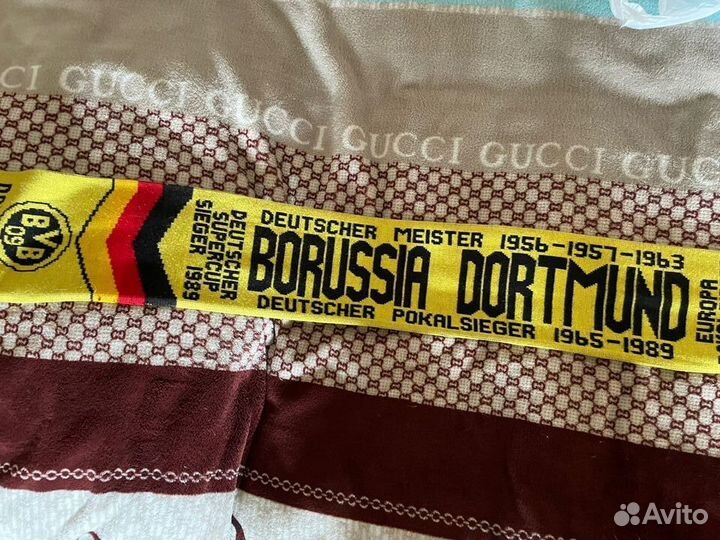 GUCCI GUCCI GUCCI GUCCI GUCCI
BVB
09
DEUTSCHER
SUPERCUP
SIEGER 1989
DEUTSCHER MEISTER 1956-1957-1963
BORUSSIA DORTMUND
DEUTSCHER POKALSIEGER 1965-1989
EUROPA
Avito